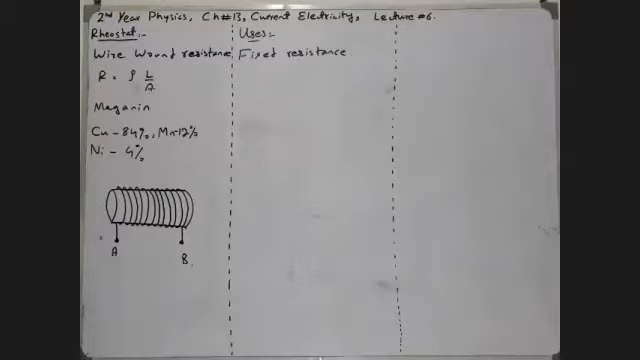 2nd Year Physics, Ch#13, Current Electricity, Lecture #6.
Rheostat:-
Wire Wound resistance
R = ρ L/A
Maganin
Cu - 84%, Mn-12%
Ni - 4%
A
B
Uses:-
Fixed resistance